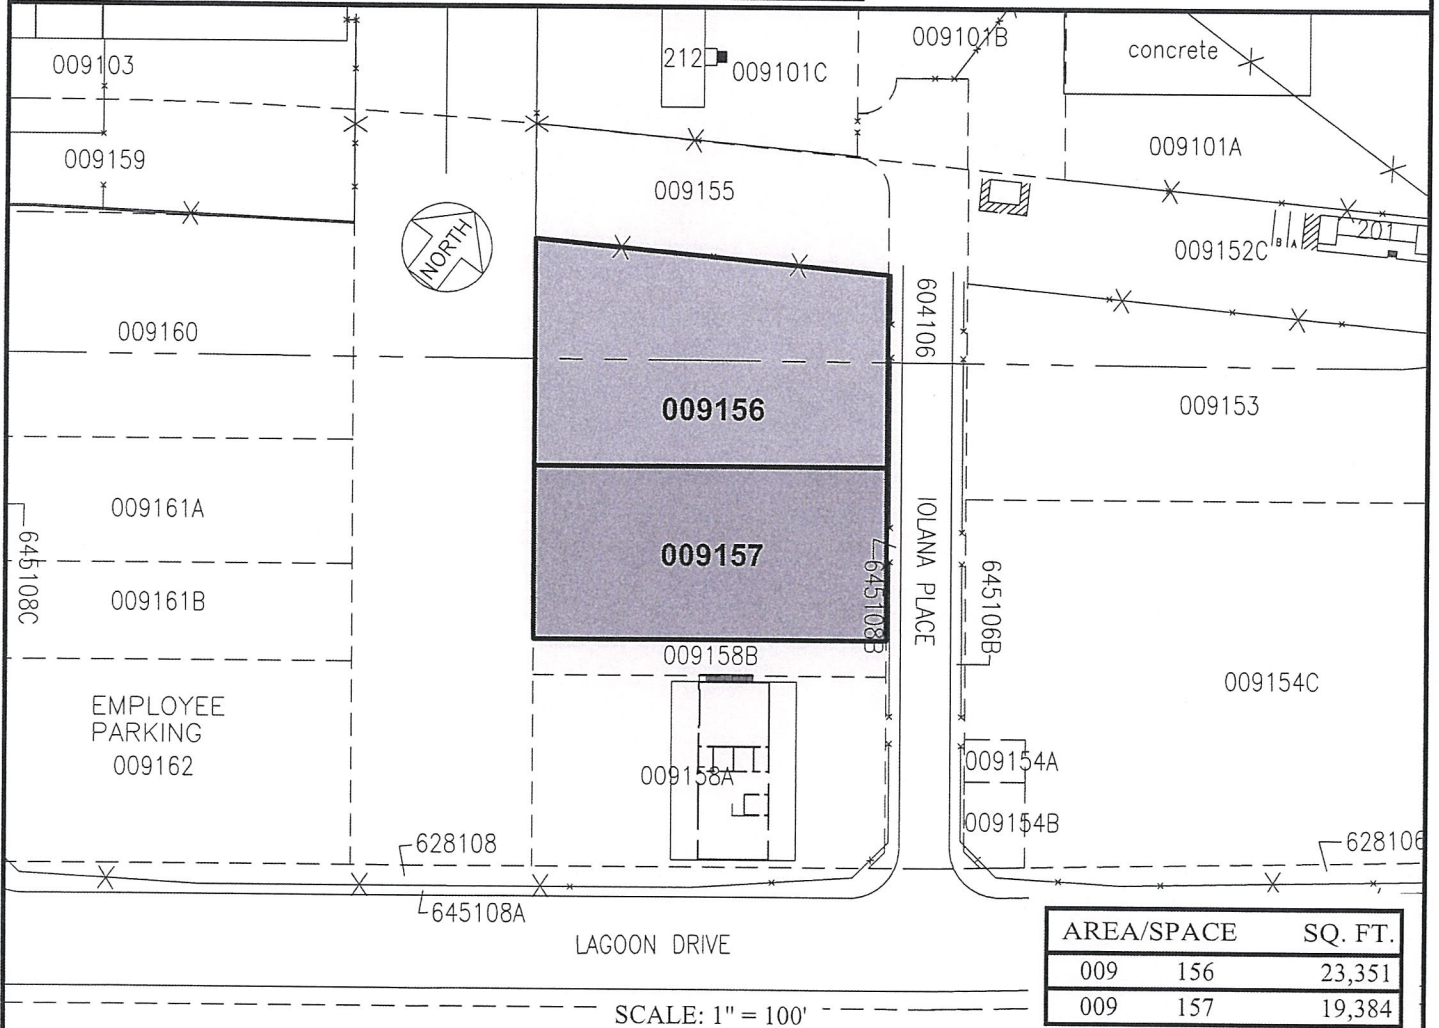 009103
212
009101C
009101B
concrete
009159
009155
009101A
NORTH
009152C
B A
201
009160
604106
009156
009153
009161A
645108C
009161B
009157
645108B
IOLANA PLACE
645106B
009158B
009154C
EMPLOYEE
PARKING
009162
009158A
009154A
009154B
628108
628106
645108A
LAGOON DRIVE
AREA/SPACE SQ. FT.
009 156 23,351
009 157 19,384
SCALE: 1" = 100'